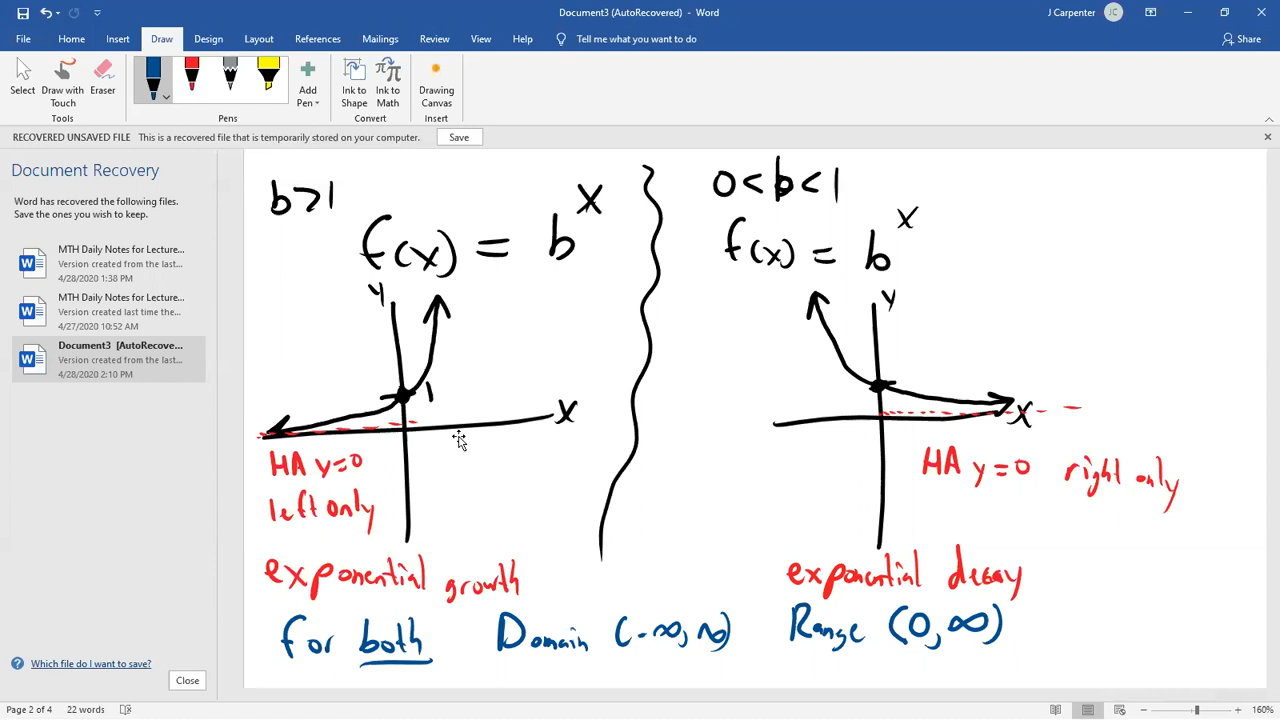 Document3 (AutoRecovered) - Word
J Carpenter JC
File Home Insert Draw Design Layout References Mailings Review View Help Tell me what you want to do Share
Select Draw with Touch Eraser Add Pen Ink to Shape Ink to Math Drawing Canvas
Tools Pens Convert Insert
RECOVERED UNSAVED FILE This is a recovered file that is temporarily stored on your computer. Save
Document Recovery
Word has recovered the following files.
Save the ones you wish to keep.
MTH Daily Notes for Lecture...
Version created from the last...
4/28/2020 1:38 PM
MTH Daily Notes for Lecture...
Version created last time the...
4/27/2020 10:52 AM
Document3 [AutoRecove...
Version created from the last...
4/28/2020 2:10 PM
Which file do I want to save?
Close
b>1
f(x) = b^x
y
1
x
HA y=0
left only
exponential growth
0<b<1
f(x) = b^x
y
x
HA y=0 right only
exponential decay
for both Domain (-∞,∞) Range (0,∞)
Page 2 of 4 22 words 160%